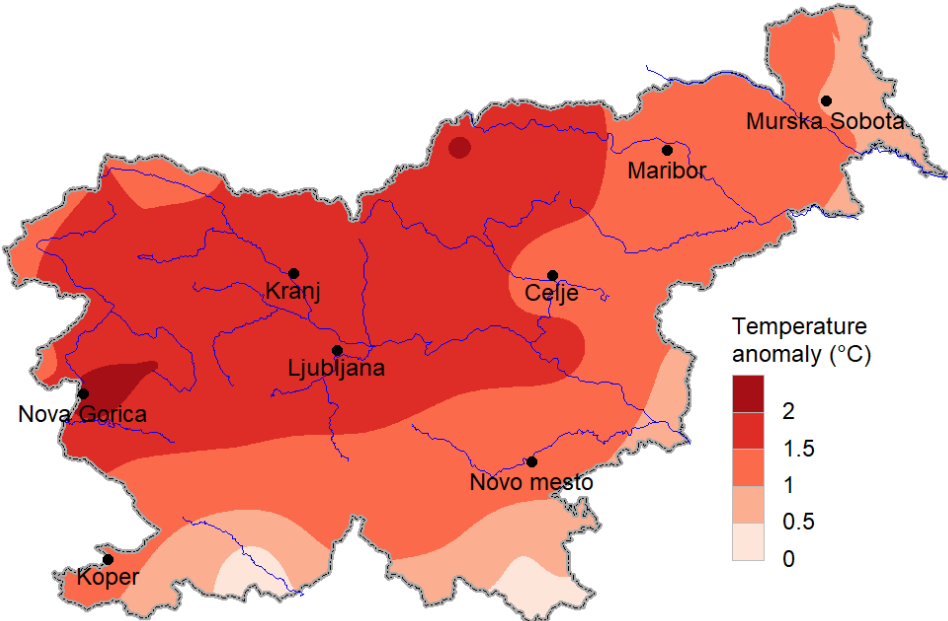 Murska Sobota
Maribor
Kranj
Celje
Ljubljana
Nova Gorica
Novo mesto
Koper
Temperature
anomaly (°C)
2
1.5
1
0.5
0